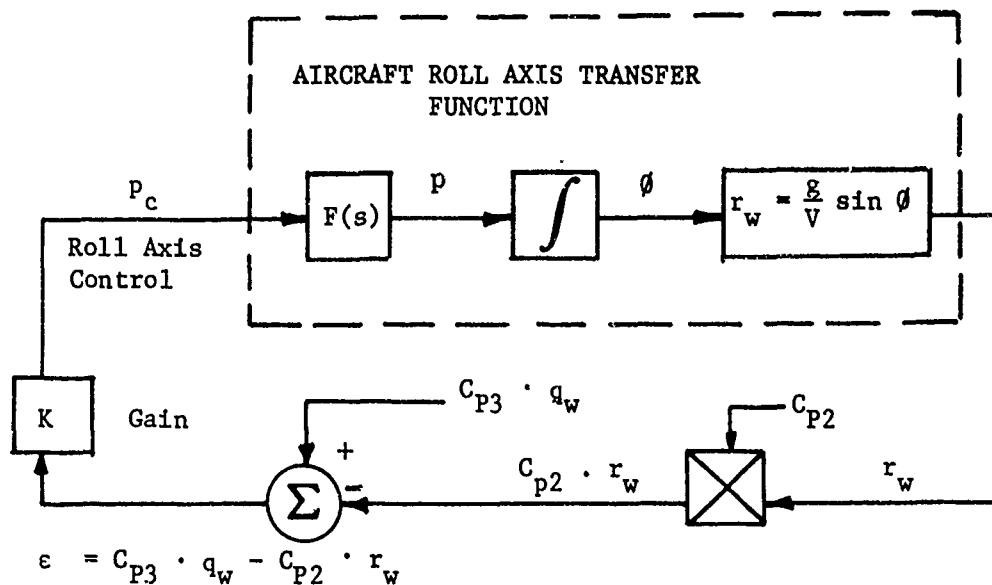 AIRCRAFT ROLL AXIS TRANSFER
FUNCTION
p_c
F(s)
p
∫
ø
r_w = g/V sin ø
Roll Axis
Control
K
Gain
C_P3 · q_w
+
C_P2
Σ
−
C_p2 · r_w
r_w
ε = C_P3 · q_w - C_P2 · r_w